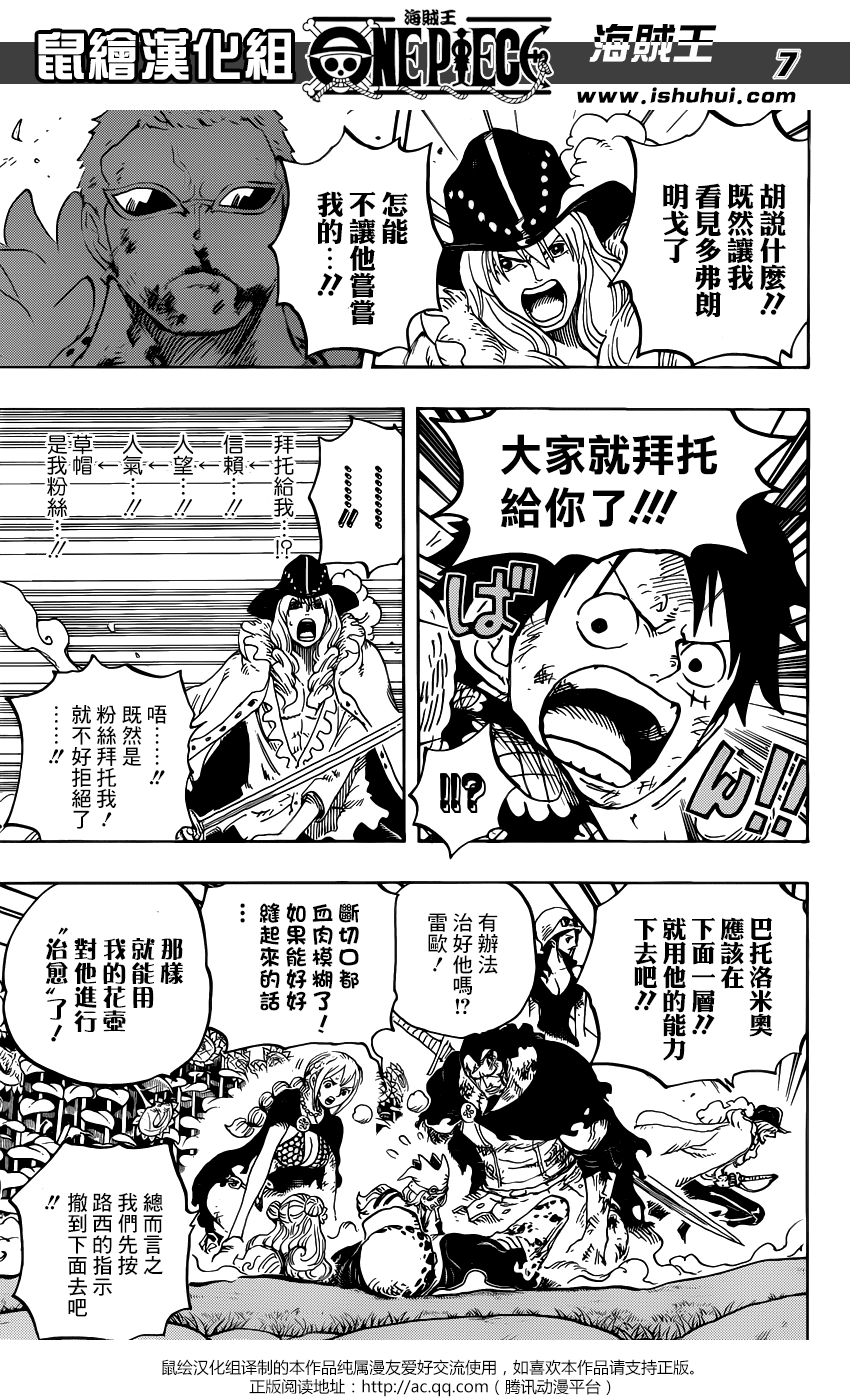 鼠繪漢化組
海賊王
ONE PIECE
海賊王
7
www.ishuhui.com
胡説什麼!!
既然讓我
看見多弗朗
明戈了
怎能
不讓他嘗嘗
我的…!!
大家就拜托
給你了!!!
ばん!!
!!?
………
………!!
拜托給我…!?
↓
信賴…!!
↓
人望…!!
↓
人氣…!!
↓
草帽
是我粉絲…!!
唔……!!
既然是
粉絲拜托我!
就不好拒絕了
……!!
巴托洛米奧
應該在
下面一層!!
就用他的能力
下去吧!!
有辦法
治好他嗎!?
雷歐!
斷切口都
血肉模糊了!
如果能好好
縫起來的話
…
那樣
就能用
我的花壺
對他進行
“治愈”了!
總而言之
我們先按
路西的指示
撤到下面去吧
!!
鼠绘汉化组译制的本作品纯属漫友爱好交流使用，如喜欢本作品请支持正版。
正版阅读地址：http://ac.qq.com（腾讯动漫平台）